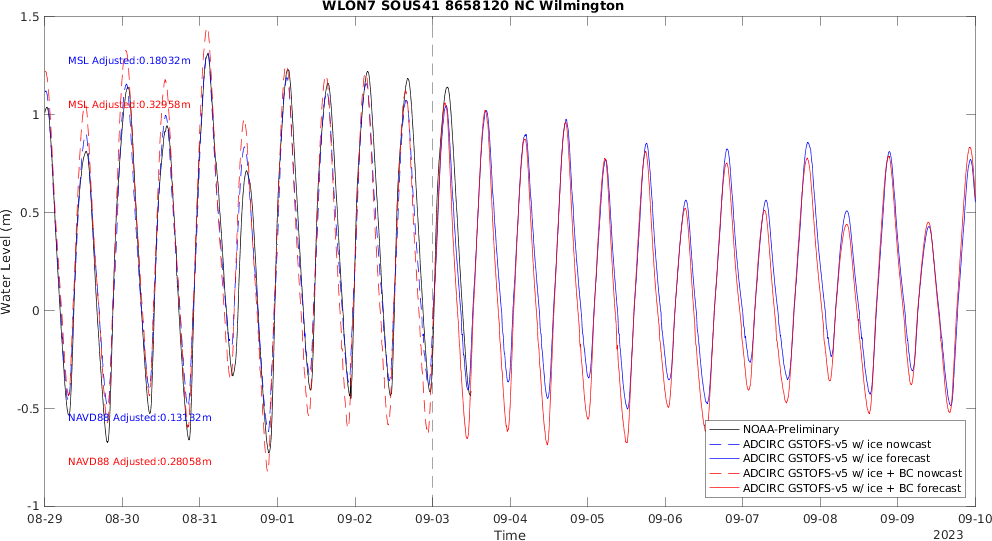 WLON7 SOUS41 8658120 NC Wilmington
1.5
1
0.5
0
-0.5
-1
Water Level (m)
MSL Adjusted:0.18032m
MSL Adjusted:0.32958m
NAVD88 Adjusted:0.13132m
NAVD88 Adjusted:0.28058m
NOAA-Preliminary
ADCIRC GSTOFS-v5 w/ ice nowcast
ADCIRC GSTOFS-v5 w/ ice forecast
ADCIRC GSTOFS-v5 w/ ice + BC nowcast
ADCIRC GSTOFS-v5 w/ ice + BC forecast
08-29 08-30 08-31 09-01 09-02 09-03 09-04 09-05 09-06 09-07 09-08 09-09 09-10
Time
2023